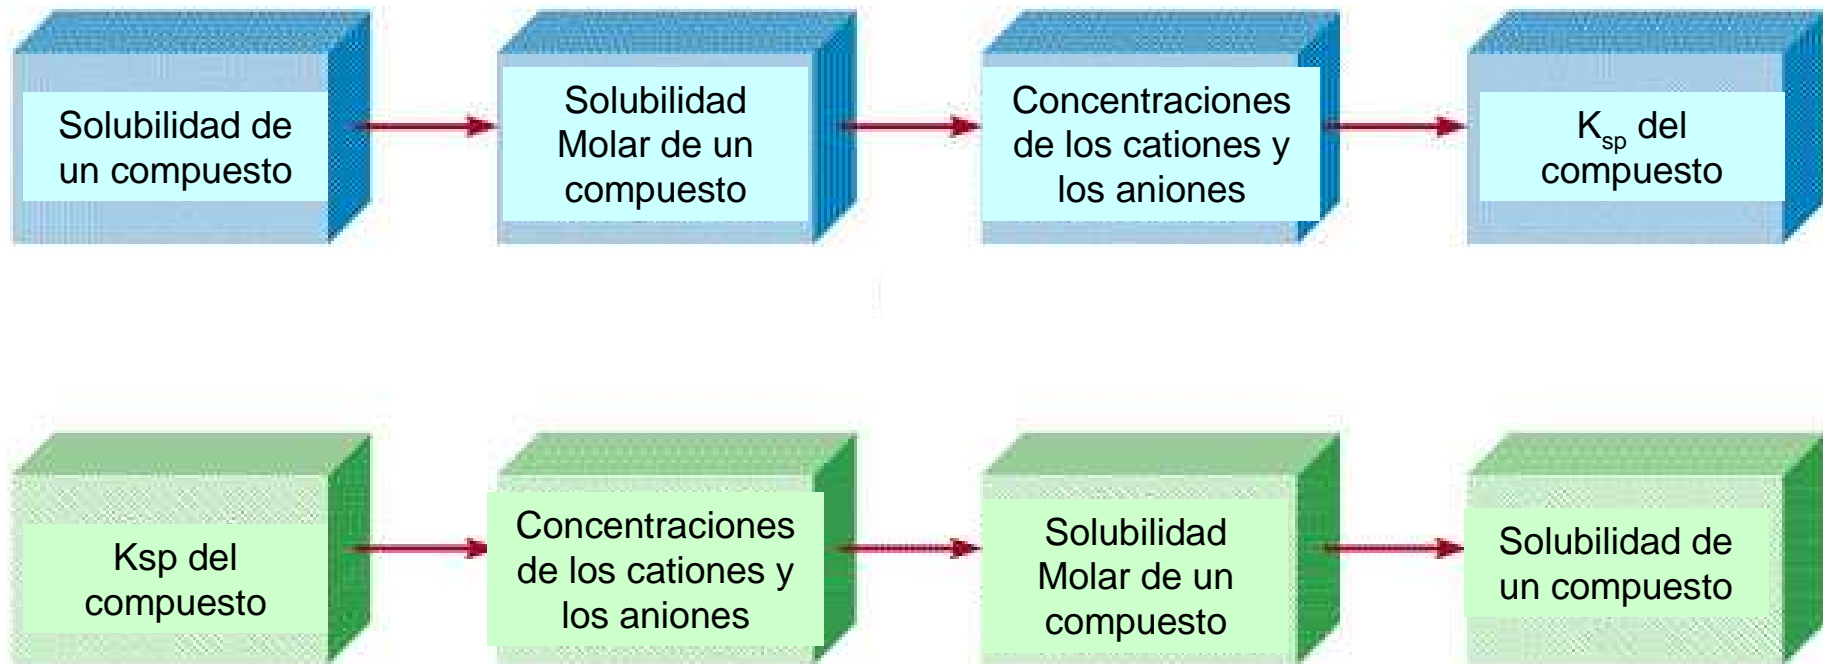 Solubilidad de
un compuesto
Solubilidad
Molar de un
compuesto
Concentraciones
de los cationes y
los aniones
K_sp del
compuesto
Ksp del
compuesto
Concentraciones
de los cationes y
los aniones
Solubilidad
Molar de un
compuesto
Solubilidad de
un compuesto